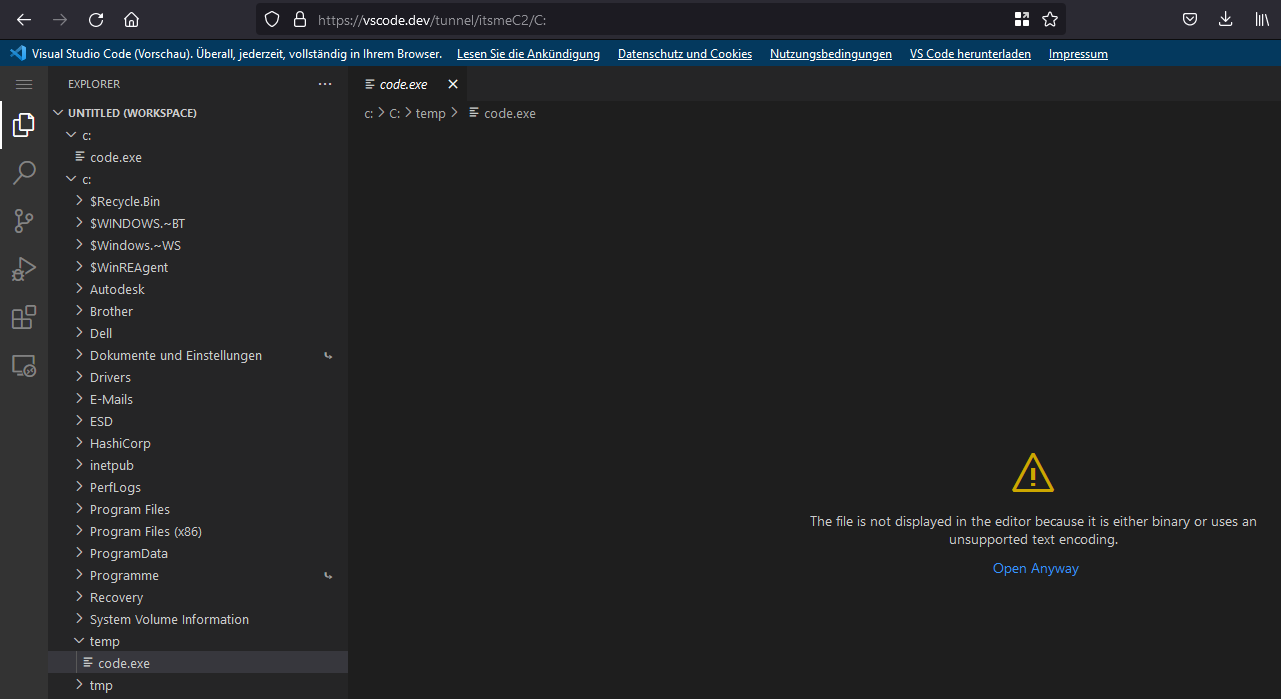 https://vscode.dev/tunnel/itsmeC2/C:
Visual Studio Code (Vorschau). Überall, jederzeit, vollständig in Ihrem Browser. Lesen Sie die Ankündigung Datenschutz und Cookies Nutzungsbedingungen VS Code herunterladen Impressum
EXPLORER
UNTITLED (WORKSPACE)
c:
code.exe
c:
$Recycle.Bin
$WINDOWS.~BT
$Windows.~WS
$WinREAgent
Autodesk
Brother
Dell
Dokumente und Einstellungen
Drivers
E-Mails
ESD
HashiCorp
inetpub
PerfLogs
Program Files
Program Files (x86)
ProgramData
Programme
Recovery
System Volume Information
temp
code.exe
tmp
code.exe
c: > C: > temp > code.exe
The file is not displayed in the editor because it is either binary or uses an
unsupported text encoding.
Open Anyway